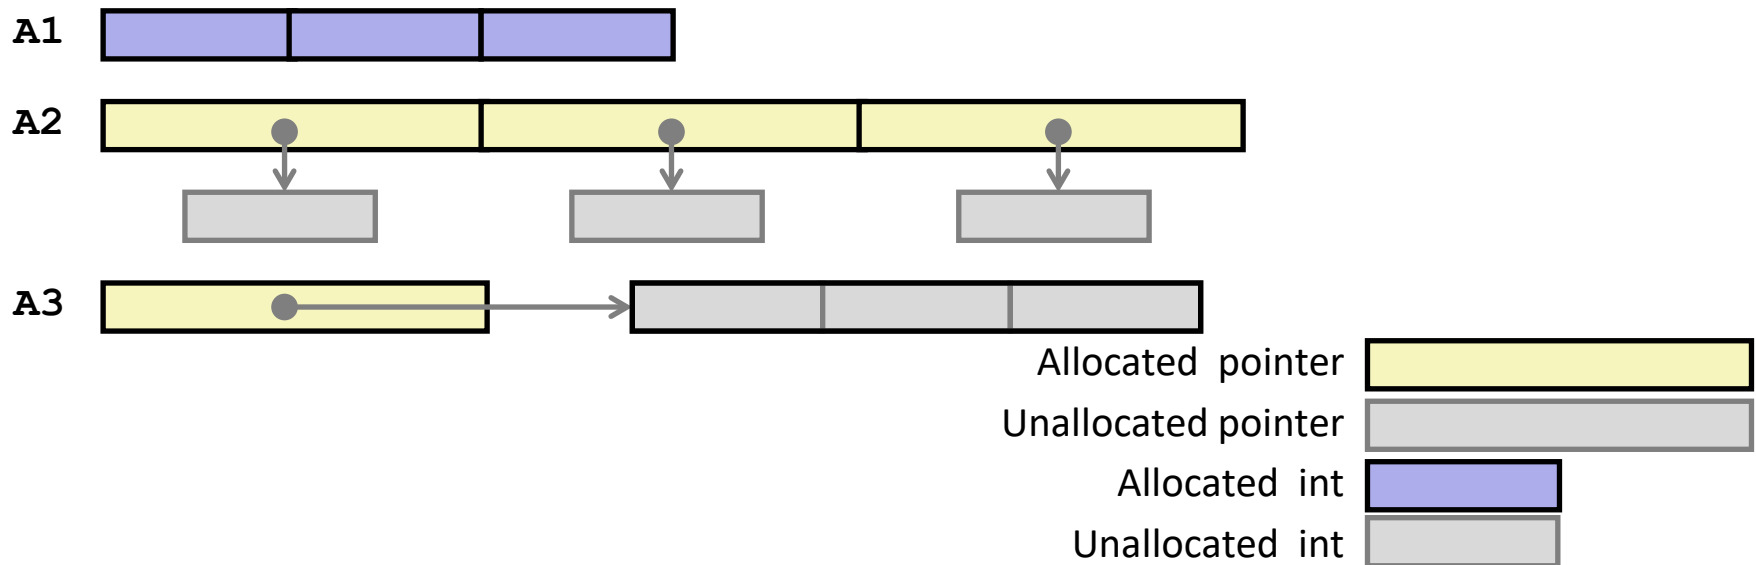 A1
A2
A3
Allocated pointer
Unallocated pointer
Allocated int
Unallocated int